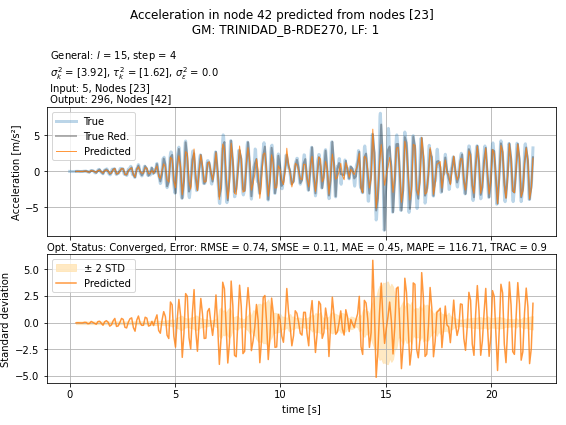 Acceleration in node 42 predicted from nodes [23]
GM: TRINIDAD_B-RDE270, LF: 1
General: l = 15, step = 4
σ²ₖ = [3.92], τ²ₖ = [1.62], σ²_ε = 0.0
Input: 5, Nodes [23]
Output: 296, Nodes [42]
Acceleration [m/s²]
5
0
−5
True
True Red.
Predicted
Opt. Status: Converged, Error: RMSE = 0.74, SMSE = 0.11, MAE = 0.45, MAPE = 116.71, TRAC = 0.9
Standard deviation
5.0
2.5
0.0
−2.5
−5.0
± 2 STD
Predicted
0 5 10 15 20
time [s]